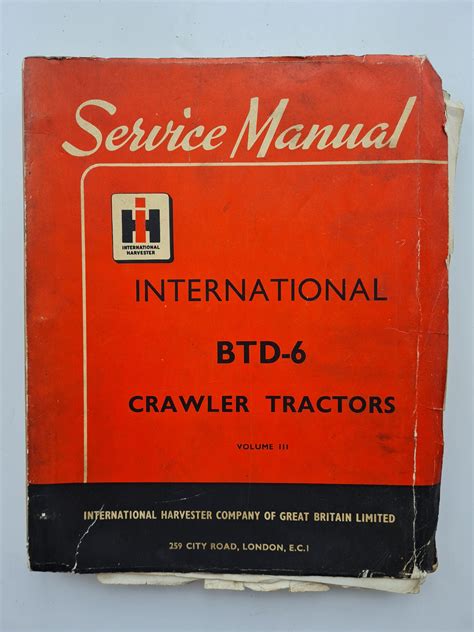 Service Manual
IH
INTERNATIONAL
HARVESTER
INTERNATIONAL
BTD-6
CRAWLER TRACTORS
VOLUME III
INTERNATIONAL HARVESTER COMPANY OF GREAT BRITAIN LIMITED
259 CITY ROAD, LONDON, E.C.1